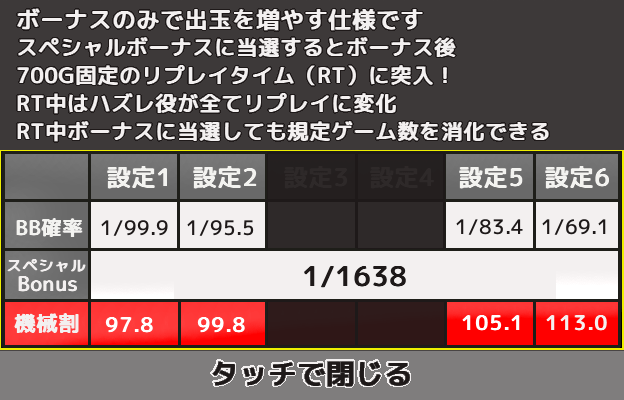 ボーナスのみで出玉を増やす仕様です
スペシャルボーナスに当選するとボーナス後
700G固定のリプレイタイム（RT）に突入！
RT中はハズレ役が全てリプレイに変化
RT中ボーナスに当選しても規定ゲーム数を消化できる
設定1 設定2 設定3 設定4 設定5 設定6
BB確率 1/99.9 1/95.5 1/83.4 1/69.1
スペシャル
Bonus 1/1638
機械割 97.8 99.8 105.1 113.0
タッチで閉じる